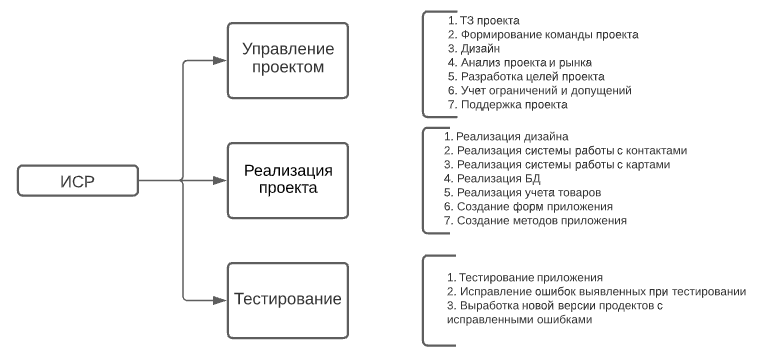 ИСР
Управление
проектом
1. ТЗ проекта
2. Формирование команды проекта
3. Дизайн
4. Анализ проекта и рынка
5. Разработка целей проекта
6. Учет ограничений и допущений
7. Поддержка проекта
Реализация
проекта
1. Реализация дизайна
2. Реализация системы работы с контактами
3. Реализация системы работы с картами
4. Реализация БД
5. Реализация учета товаров
6. Создание форм приложения
7. Создание методов приложения
Тестирование
1. Тестирование приложения
2. Исправление ошибок выявленных при тестировании
3. Выработка новой версии продектов с
исправленными ошибками